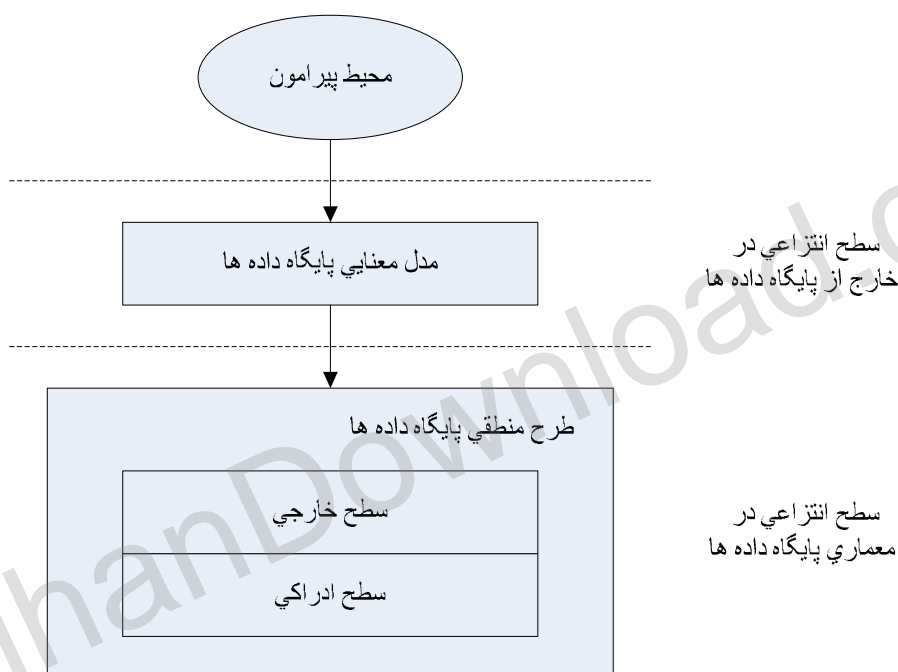 محيط پيرامون
مدل معنايي پايگاه داده ها
سطح انتزاعي در
خارج از پايگاه داده ها
طرح منطقي پايگاه داده ها
سطح خارجي
سطح ادراكي
سطح انتزاعي در
معماري پايگاه داده ها